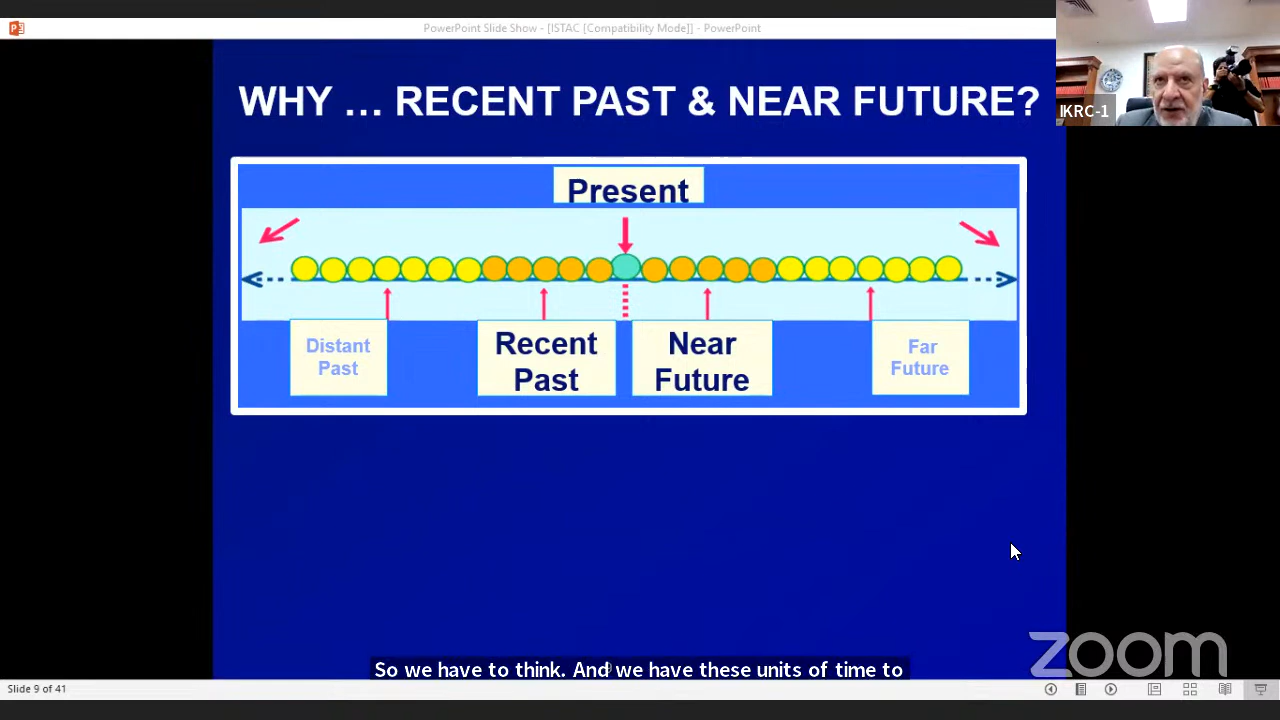 PowerPoint Slide Show - [ISTAC [Compatibility Mode]] - PowerPoint
IKRC-1
WHY ... RECENT PAST & NEAR FUTURE?
Present
Distant
Past
Recent
Past
Near
Future
Far
Future
So we have to think. And we have these units of time to
zoom
Slide 9 of 41